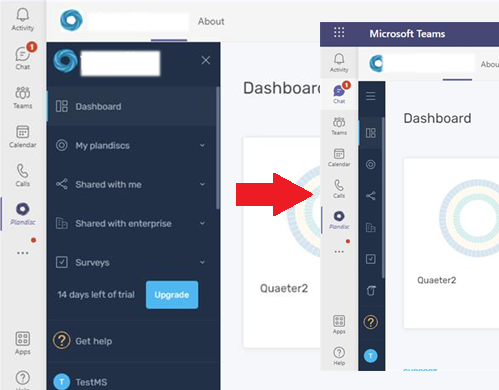 About
Activity
Chat
1
Teams
Calendar
Calls
Plandisc
Apps
Help
Dashboard
My plandiscs
Shared with me
Shared with enterprise
Surveys
14 days left of trial
Upgrade
? Get help
T TestMS
Dashboard
Quaeter2
Microsoft Teams
Activity
Chat
1
Teams
Calendar
Calls
Plandisc
Apps
Help
?
T
Abou
Dashboard
Quaeter2
SUPPORT